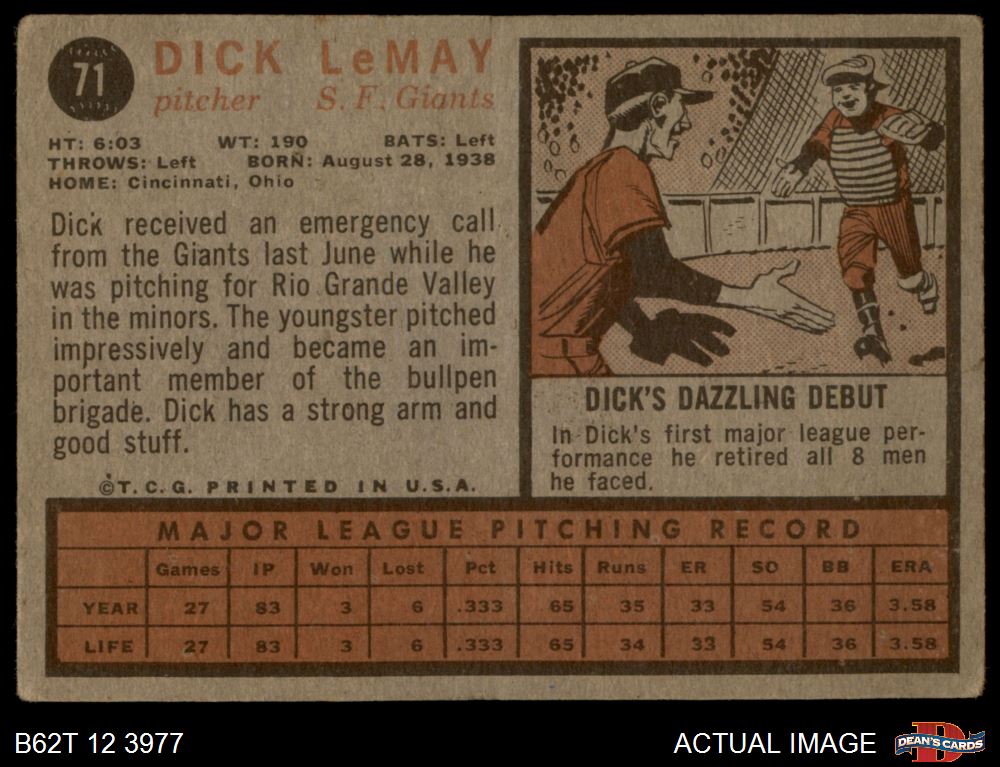 71
DICK LeMAY
pitcher S. F. Giants
HT: 6:03 WT: 190 BATS: Left
THROWS: Left BORN: August 28, 1938
HOME: Cincinnati, Ohio
Dick received an emergency call
from the Giants last June while he
was pitching for Rio Grande Valley
in the minors. The youngster pitched
impressively and became an im-
portant member of the bullpen
brigade. Dick has a strong arm and
good stuff.
©T. C. G. PRINTED IN U.S.A.
DICK'S DAZZLING DEBUT
In Dick's first major league per-
formance he retired all 8 men
he faced.
MAJOR LEAGUE PITCHING RECORD
Games IP Won Lost Pct Hits Runs ER SO BB ERA
YEAR 27 83 3 6 .333 65 35 33 54 36 3.58
LIFE 27 83 3 6 .333 65 34 33 54 36 3.58
B62T 12 3977
ACTUAL IMAGE
D
DEAN'S CARDS